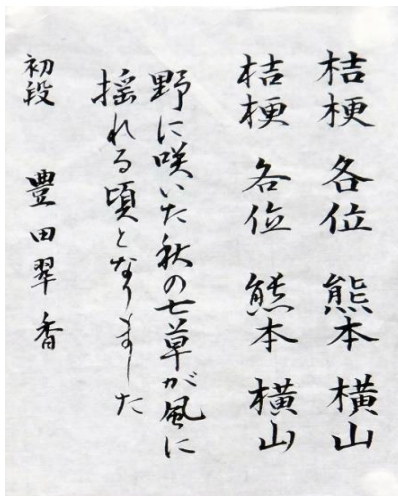 桔梗 各位 熊本 横山
桔梗 各位 熊本 横山
野に咲いた秋の七草が風に
揺れる頃となりました
初段 豊田翠香